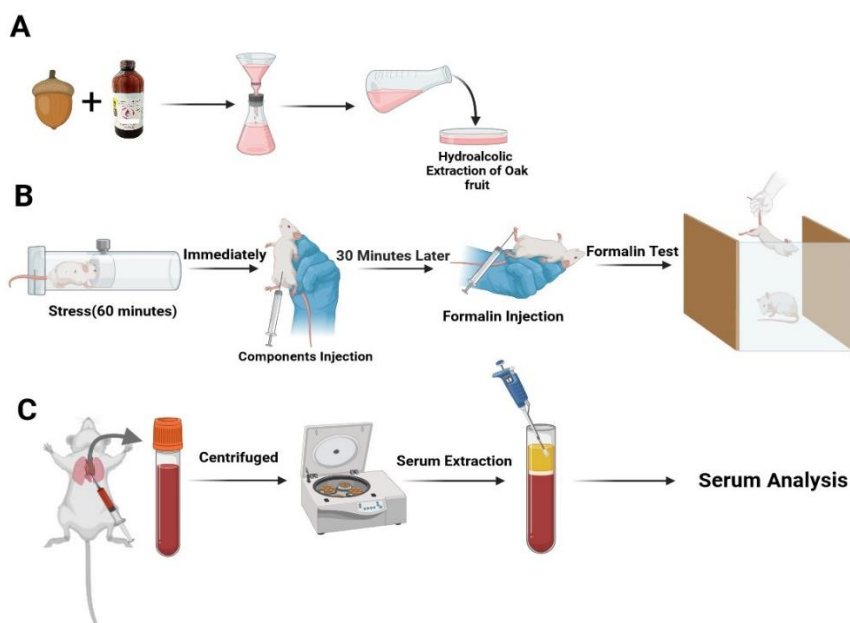 A
Hydroalcolic
Extraction of Oak
fruit
B
Immediately
30 Minutes Later
Formalin Test
Stress(60 minutes)
Formalin Injection
Components Injection
C
Centrifuged
Serum Extraction
Serum Analysis